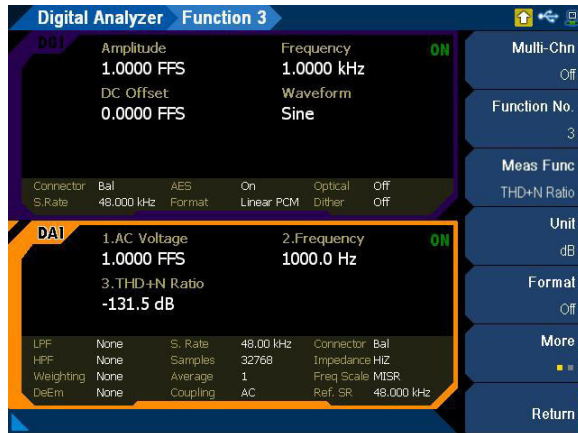 Digital Analyzer Function 3
DG1
Amplitude Frequency ON
1.0000 FFS 1.0000 kHz
DC Offset Waveform
0.0000 FFS Sine
Connector Bal AES On Optical Off
S.Rate 48.000 kHz Format Linear PCM Dither Off
DA1
1.AC Voltage 2.Frequency ON
1.0000 FFS 1000.0 Hz
3.THD+N Ratio
-131.5 dB
LPF None S. Rate 48.00 kHz Connector Bal
HPF None Samples 32768 Impedance HiZ
Weighting None Average 1 Freq Scale MISR
DeEm None Coupling AC Ref. SR 48.000 kHz
Multi-Chn
Off
Function No.
3
Meas Func
THD+N Ratio
Unit
dB
Format
Off
More
Return